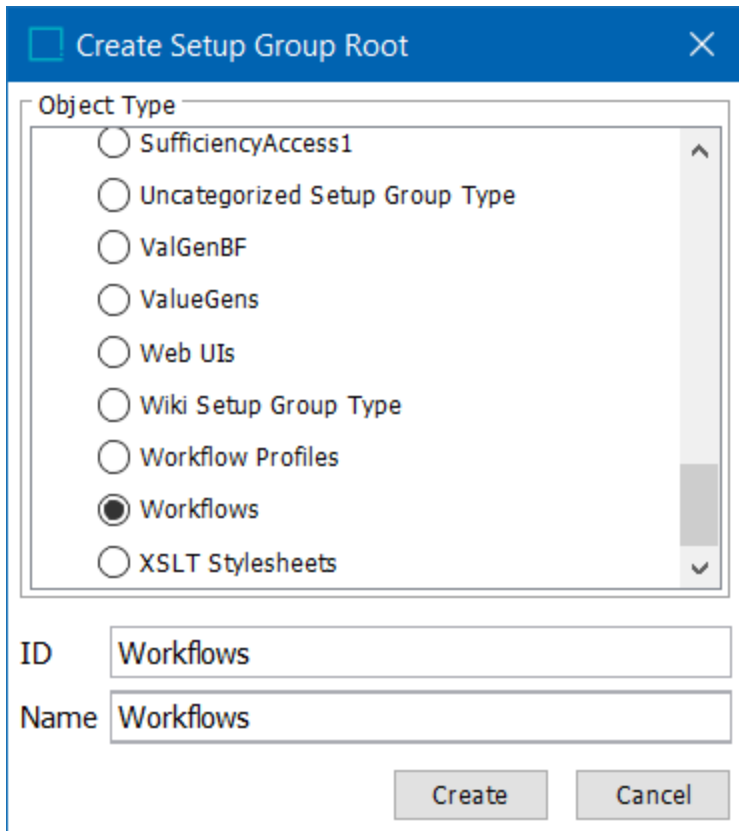 Create Setup Group Root
Object Type
SufficiencyAccess1
Uncategorized Setup Group Type
ValGenBF
ValueGens
Web UIs
Wiki Setup Group Type
Workflow Profiles
Workflows
XSLT Stylesheets
ID Workflows
Name Workflows
Create Cancel